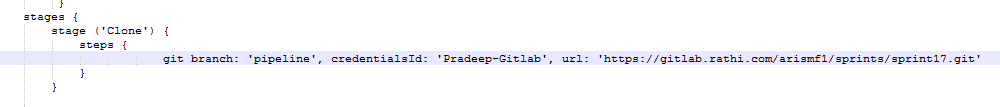 }
stages {
stage ('Clone') {
steps {
git branch: 'pipeline', credentialsId: 'Pradeep-Gitlab', url: 'https://gitlab.rathi.com/arismf1/sprints/sprint17.git'
}
}